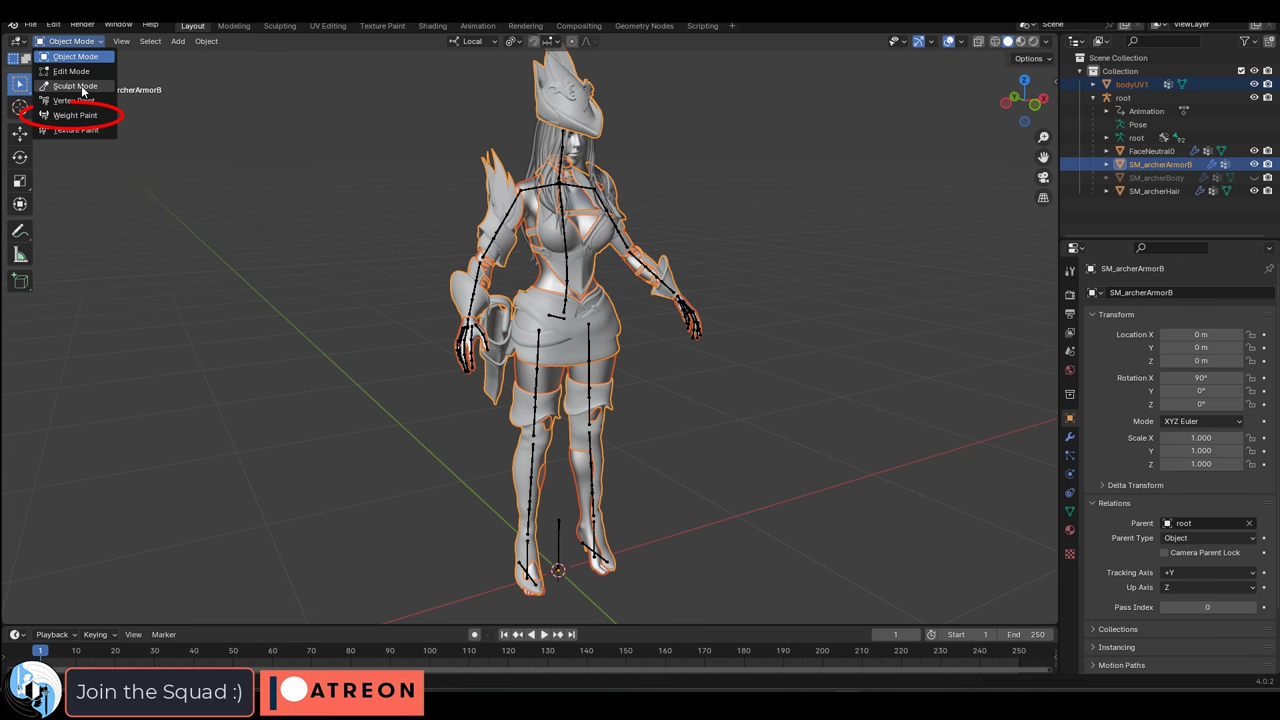 File Edit Render Window Help Layout Modeling Sculpting UV Editing Texture Paint Shading Animation Rendering Compositing Geometry Nodes Scripting + Scene ViewLayer
Object Mode View Select Add Object Local
Options
Object Mode
Edit Mode
Sculpt Mode
Vertex Paint
Weight Paint
Texture Paint
archerArmorB
Scene Collection
Collection
bodyUV1
root
Animation
Pose
root 92
FaceNeutral0
SM_archerArmorB
SM_archerBody
SM_archerHair
Z
X
Y
SM_archerArmorB
SM_archerArmorB
Transform
Location X 0 m
Y 0 m
Z 0 m
Rotation X 90°
Y 0°
Z 0°
Mode XYZ Euler
Scale X 1.000
Y 1.000
Z 1.000
Delta Transform
Relations
Parent root
Parent Type Object
Camera Parent Lock
Tracking Axis +Y
Up Axis Z
Pass Index 0
Collections
Instancing
Motion Paths
Playback Keying View Marker 1 Start 1 End 250
1 10 20 30 40 50 60 70 80 90 100 110 120 130 140 150 160 170 180 190 200 210 220 230 240 250
Join the Squad :)
PATREON
4.0.2